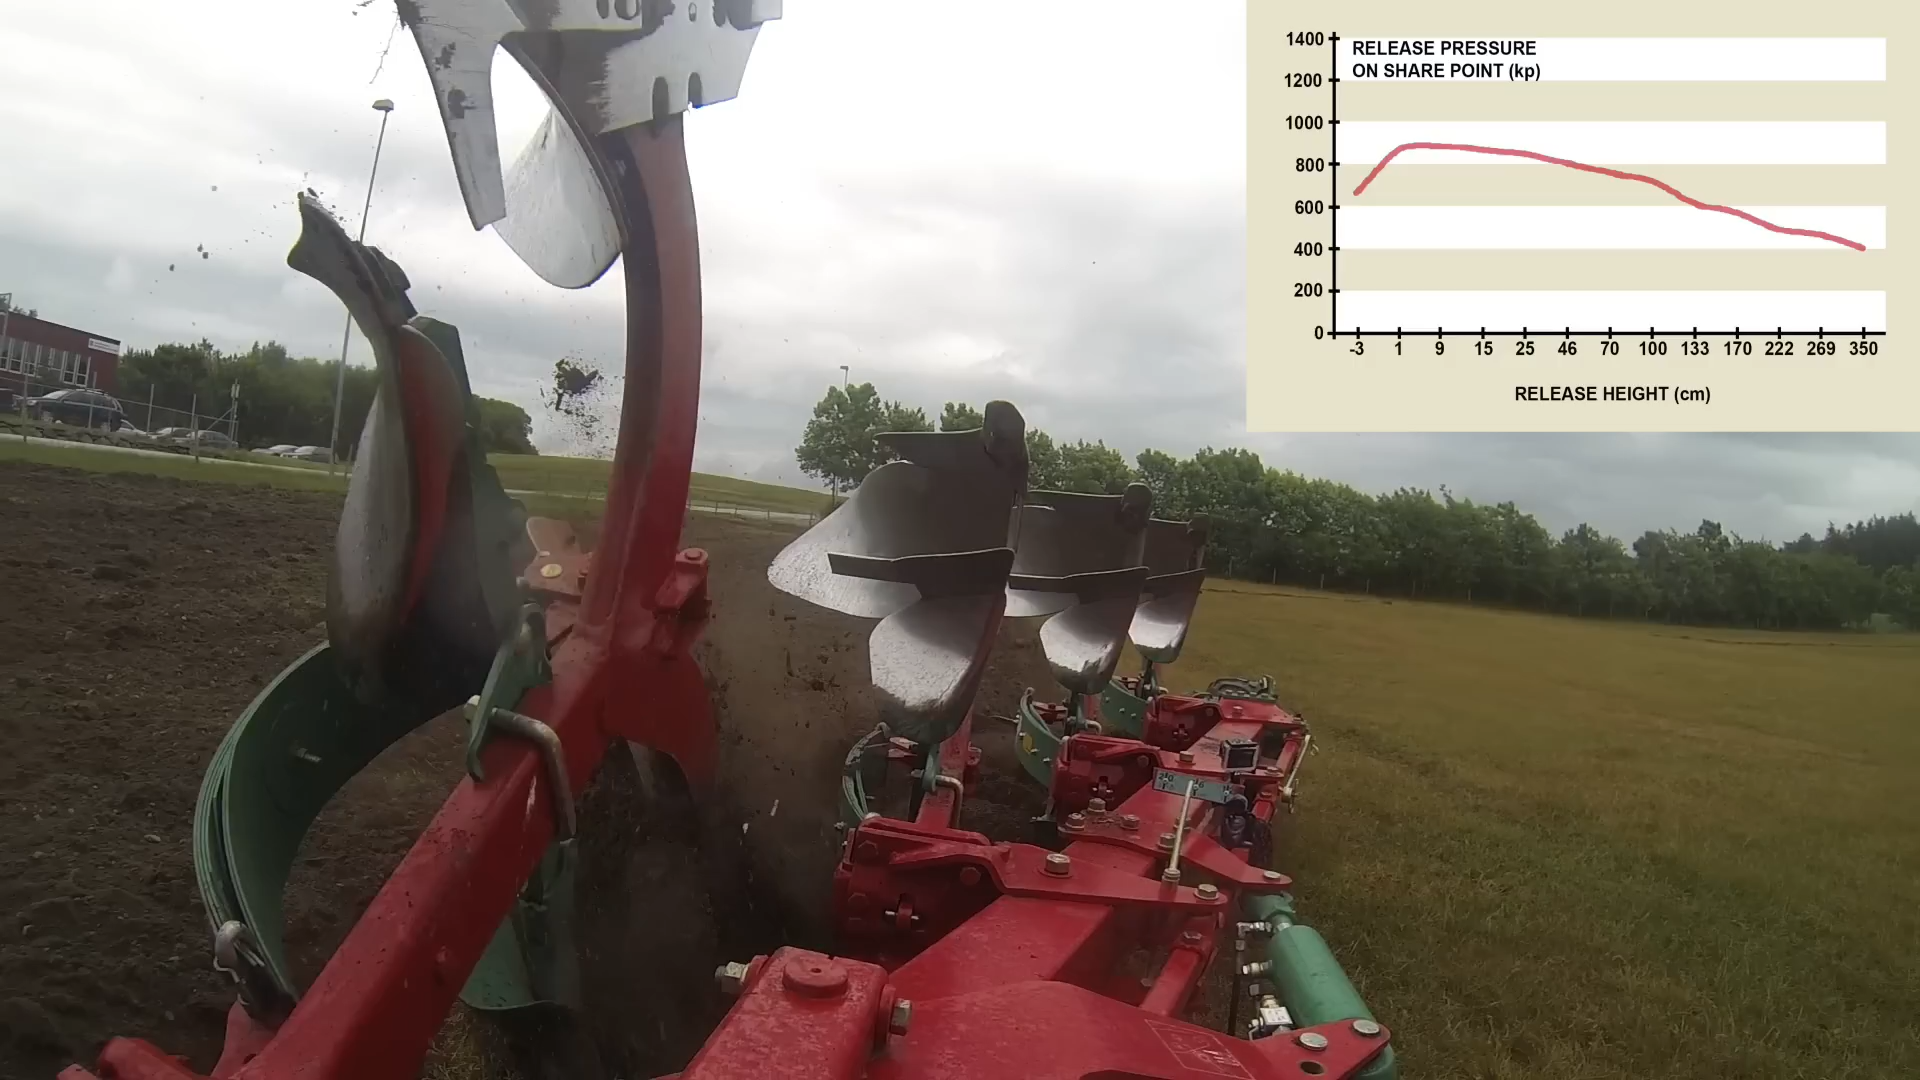 RELEASE PRESSURE
ON SHARE POINT (kp)
1400
1200
1000
800
600
400
200
0
-3 1 9 15 25 46 70 100 133 170 222 269 350
RELEASE HEIGHT (cm)